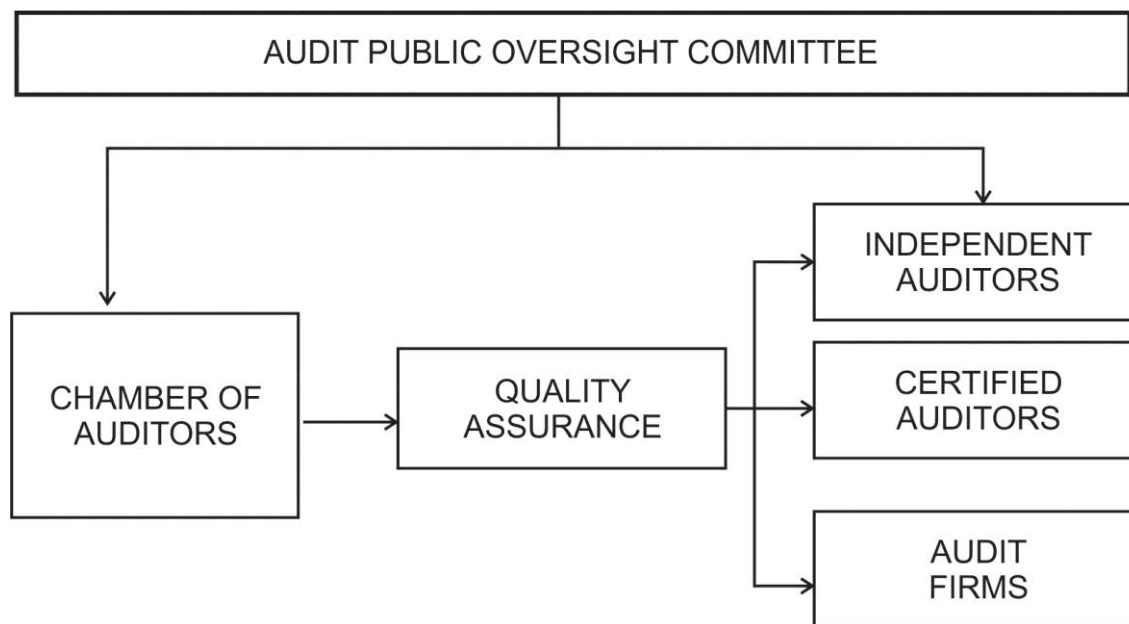 AUDIT PUBLIC OVERSIGHT COMMITTEE
INDEPENDENT
AUDITORS
CHAMBER OF
AUDITORS
QUALITY
ASSURANCE
CERTIFIED
AUDITORS
AUDIT
FIRMS